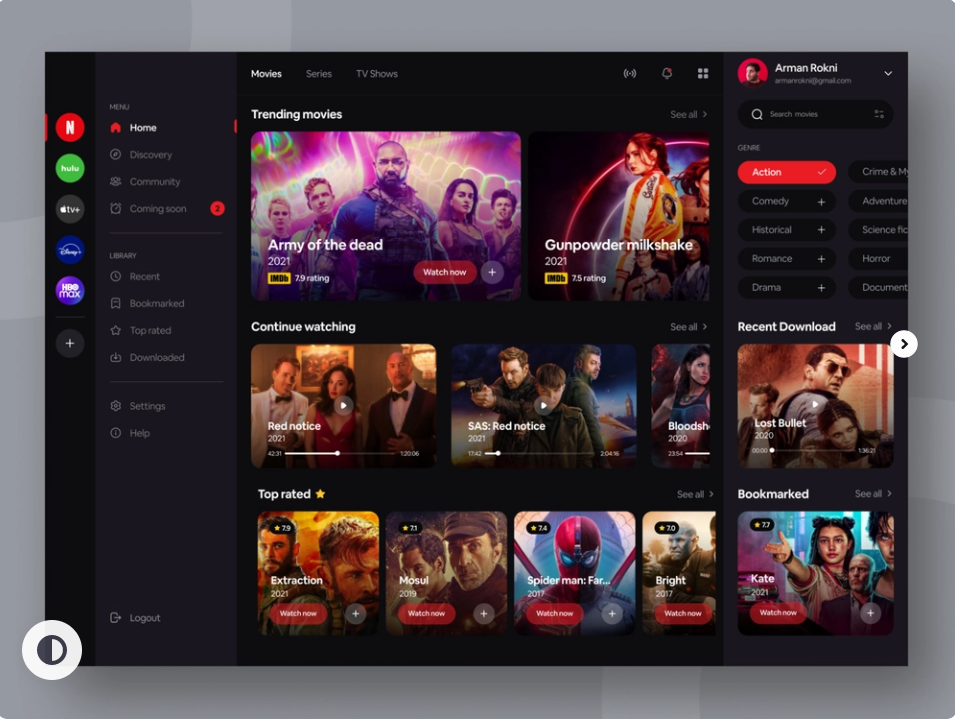 N
hulu
tv+
Disney+
HBO
max
MENU
Home
Discovery
Community
Coming soon 2
LIBRARY
Recent
Bookmarked
Top rated
Downloaded
Settings
Help
Logout
Movies Series TV Shows
Trending movies See all
Army of the dead
2021
IMDb 7.9 rating
Watch now
Gunpowder milkshake
2021
IMDb 7.5 rating
Continue watching See all
Red notice
2021
42:31 1:20:06
SAS: Red notice
2021
17:42 2:04:16
Bloodsh
2020
23:54
Top rated See all
7.9
Extraction
2021
Watch now
7.1
Mosul
2019
Watch now
7.4
Spider man: Far...
2017
Watch now
7.0
Bright
2017
Watch now
Arman Rokni
armanrokni@gmail.com
Search movies
GENRE
Action Crime & My
Comedy Adventure
Historical Science fic
Romance Horror
Drama Document
Recent Download See all
Lost Bullet
2020
00:00 1:36:21
Bookmarked See all
7.7
Kate
2021
Watch now